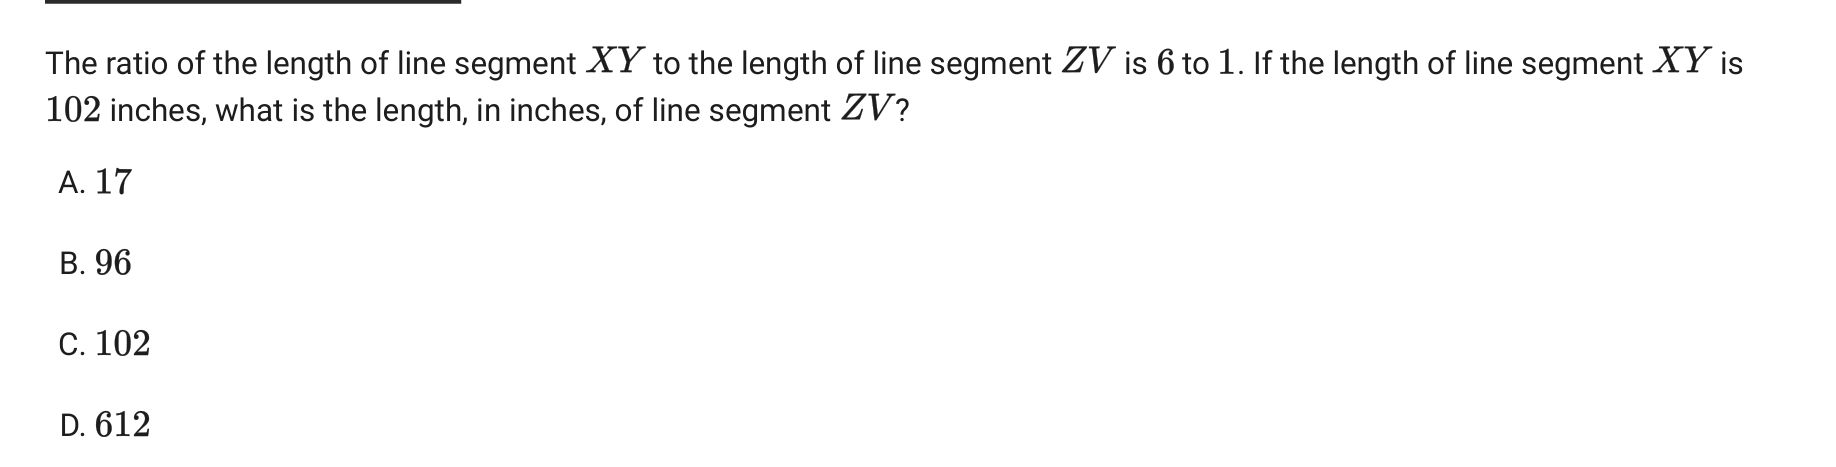 The ratio of the length of line segment XY to the length of line segment ZV is 6 to 1. If the length of line segment XY is
102 inches, what is the length, in inches, of line segment ZV?
A. 17
B. 96
C. 102
D. 612